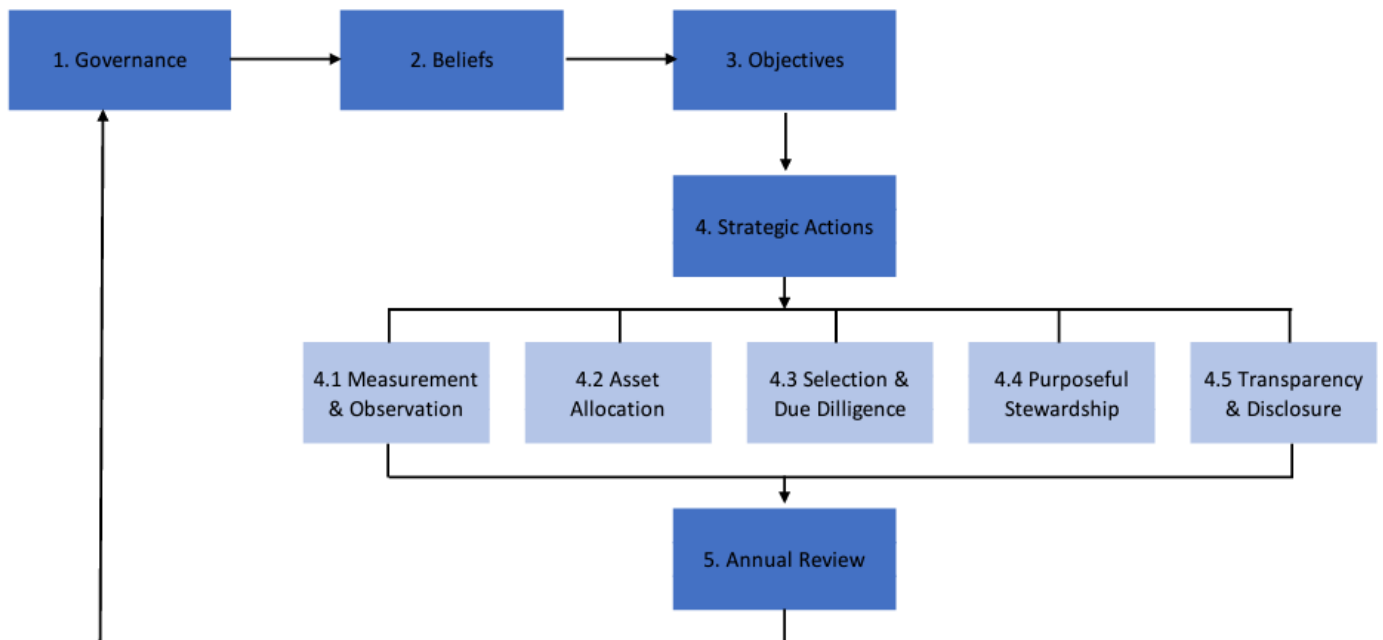 1. Governance
2. Beliefs
3. Objectives
4. Strategic Actions
4.1 Measurement
& Observation
4.2 Asset
Allocation
4.3 Selection &
Due Dilligence
4.4 Purposeful
Stewardship
4.5 Transparency
& Disclosure
5. Annual Review